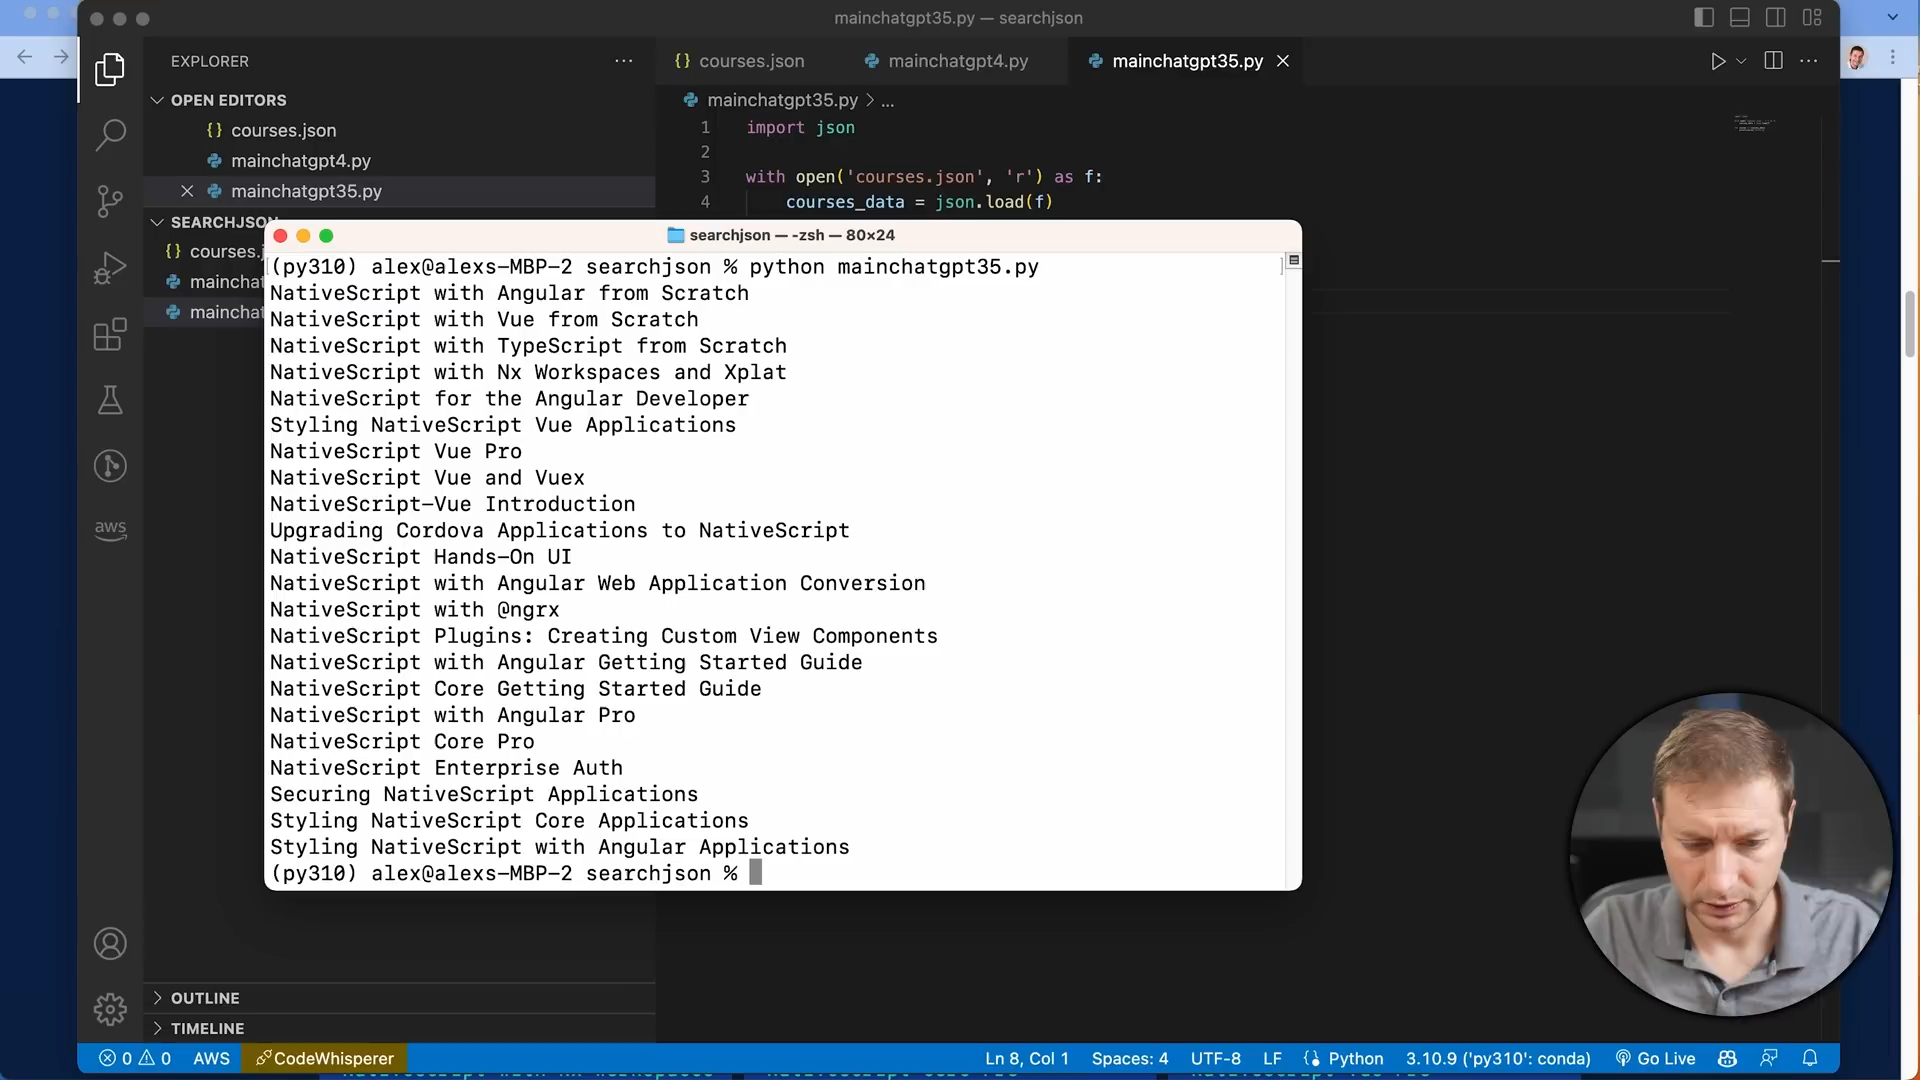 mainchatgpt35.py — searchjson
EXPLORER
OPEN EDITORS
courses.json
mainchatgpt4.py
mainchatgpt35.py
SEARCHJSON
courses.j
mainchat
mainchat
{} courses.json
mainchatgpt4.py
mainchatgpt35.py
mainchatgpt35.py > ...
1 import json
2
3 with open('courses.json', 'r') as f:
4 courses_data = json.load(f)
searchjson — -zsh — 80×24
(py310) alex@alexs-MBP-2 searchjson % python mainchatgpt35.py
NativeScript with Angular from Scratch
NativeScript with Vue from Scratch
NativeScript with TypeScript from Scratch
NativeScript with Nx Workspaces and Xplat
NativeScript for the Angular Developer
Styling NativeScript Vue Applications
NativeScript Vue Pro
NativeScript Vue and Vuex
NativeScript-Vue Introduction
Upgrading Cordova Applications to NativeScript
NativeScript Hands-On UI
NativeScript with Angular Web Application Conversion
NativeScript with @ngrx
NativeScript Plugins: Creating Custom View Components
NativeScript with Angular Getting Started Guide
NativeScript Core Getting Started Guide
NativeScript with Angular Pro
NativeScript Core Pro
NativeScript Enterprise Auth
Securing NativeScript Applications
Styling NativeScript Core Applications
Styling NativeScript with Angular Applications
(py310) alex@alexs-MBP-2 searchjson %
aws
OUTLINE
TIMELINE
0 0 AWS CodeWhisperer
Ln 8, Col 1 Spaces: 4 UTF-8 LF Python 3.10.9 ('py310': conda) Go Live